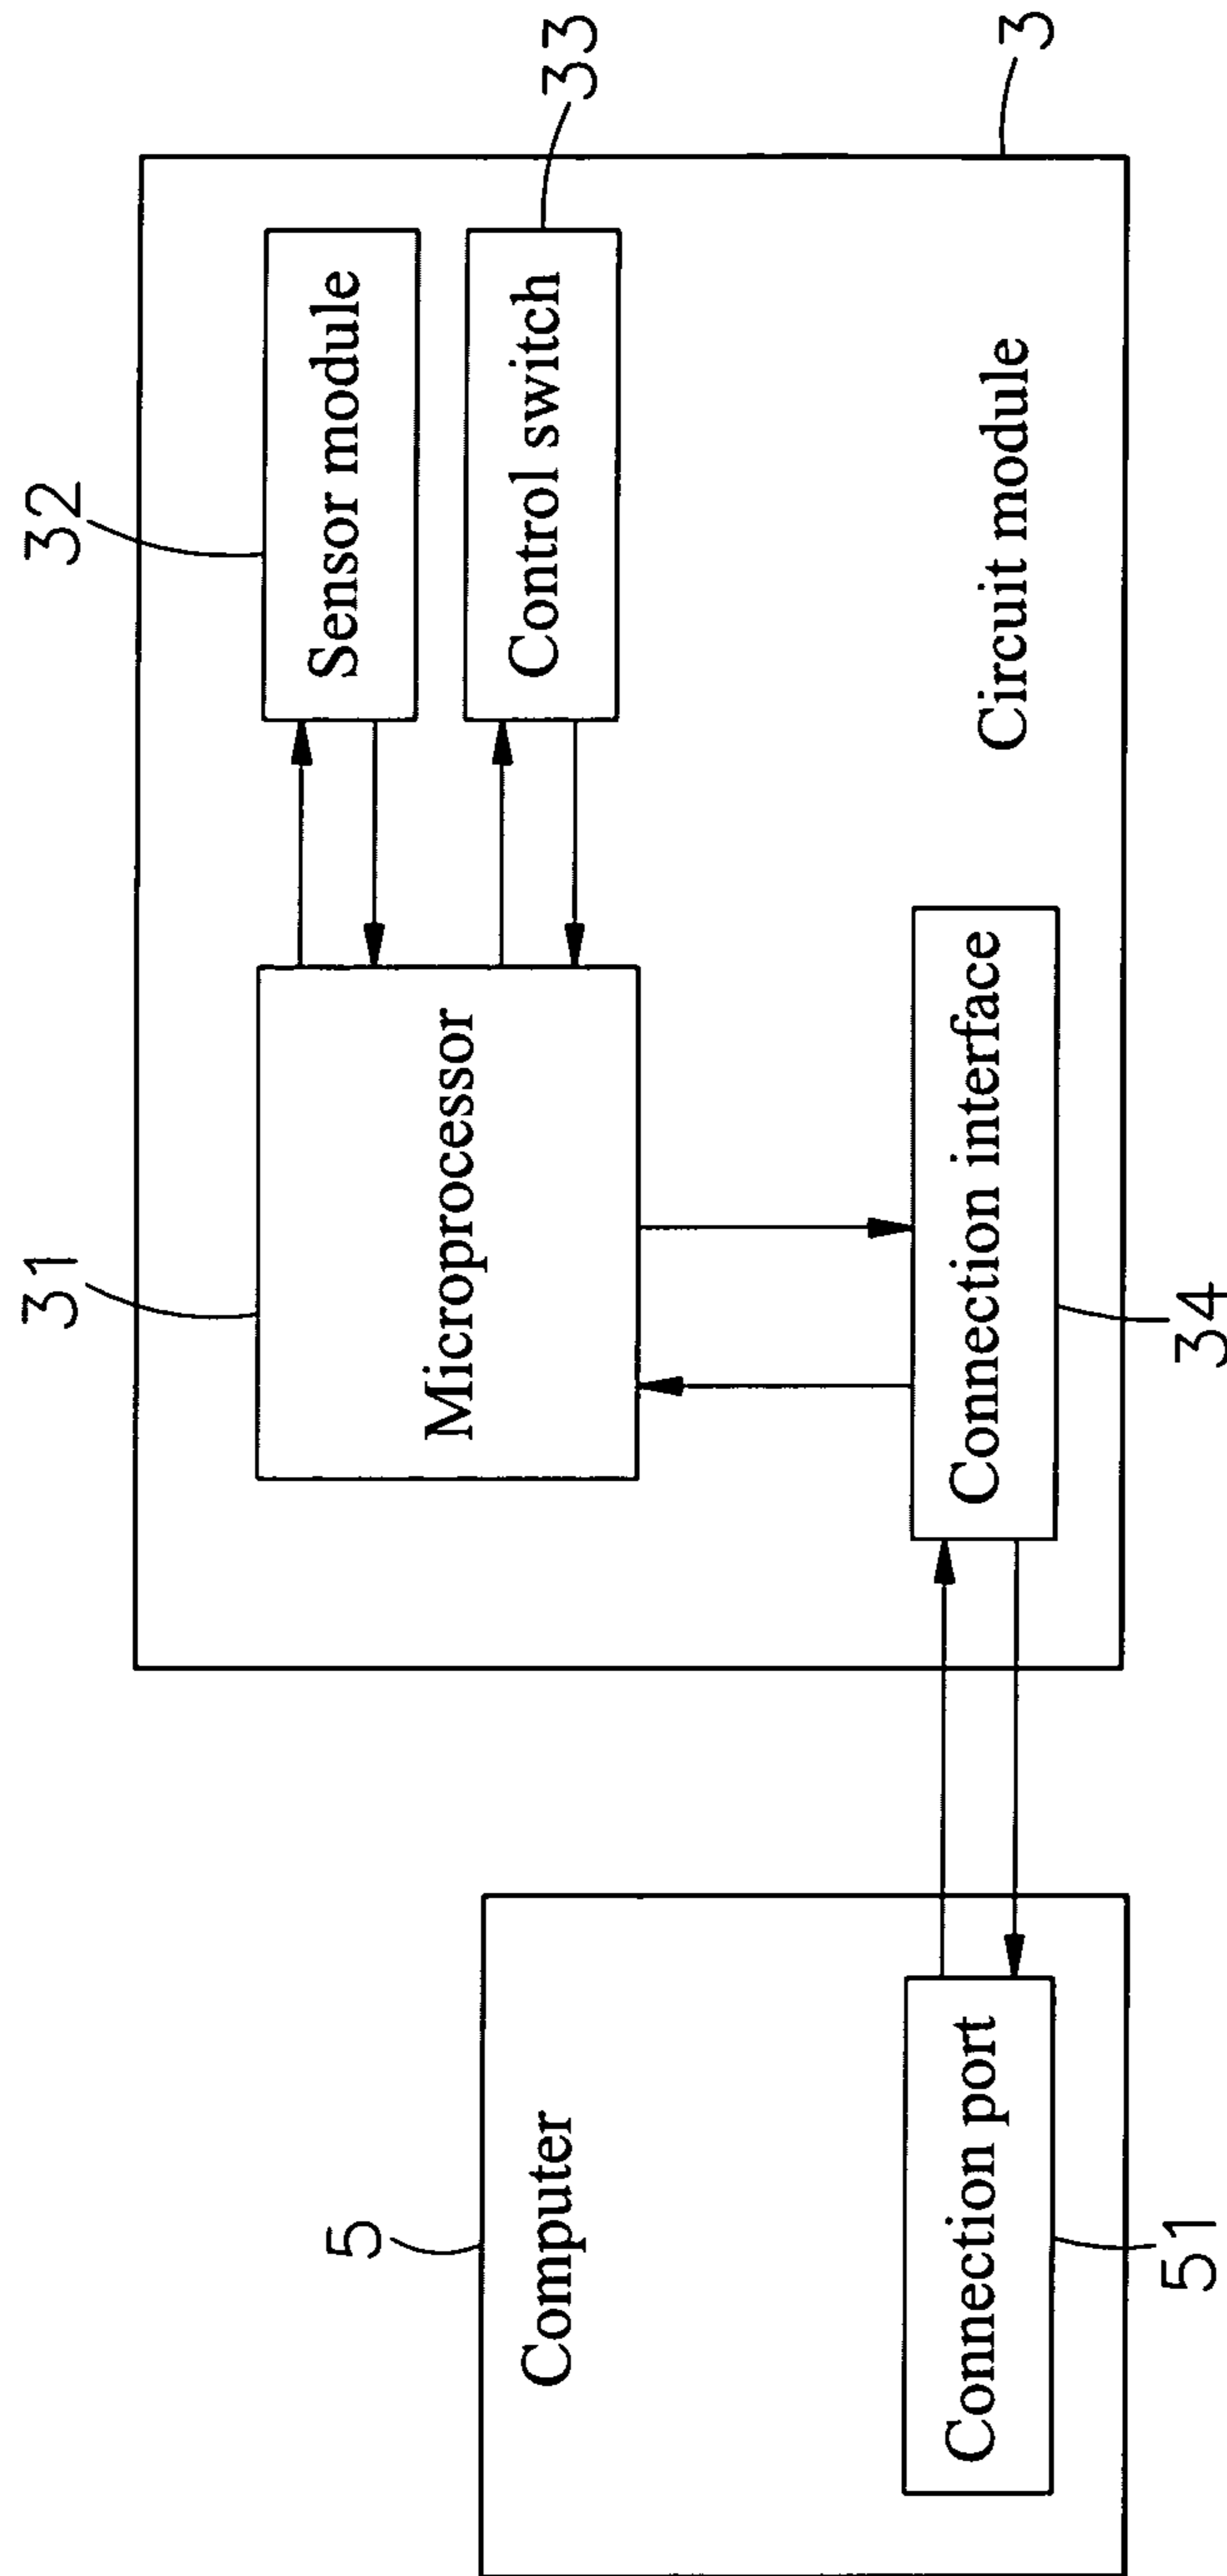 5
Computer
Connection port
51
31
Microprocessor
32
Sensor module
33
Control switch
Connection interface
34
Circuit module
3